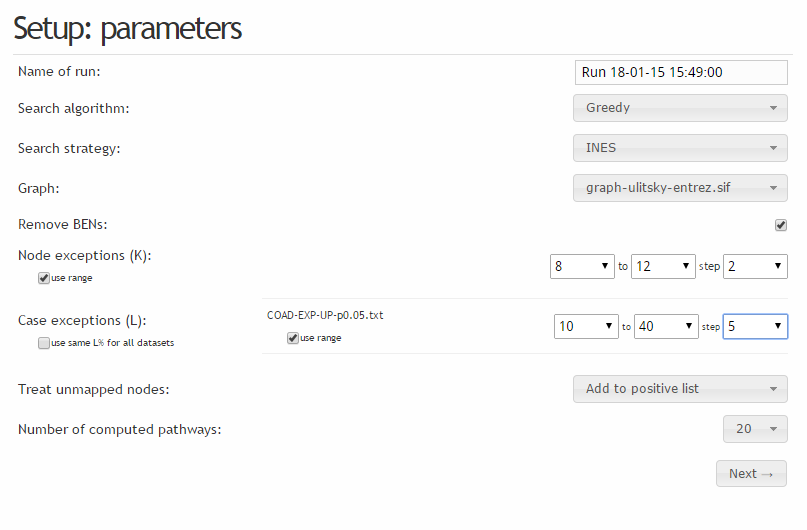 Setup: parameters
Name of run: Run 18-01-15 15:49:00
Search algorithm: Greedy
Search strategy: INES
Graph: graph-ulitsky-entrez.sif
Remove BENs:
Node exceptions (K): 8 to 12 step 2
use range
COAD-EXP-UP-p0.05.txt
Case exceptions (L): 10 to 40 step 5
use same L% for all datasets use range
Treat unmapped nodes: Add to positive list
Number of computed pathways: 20
Next →